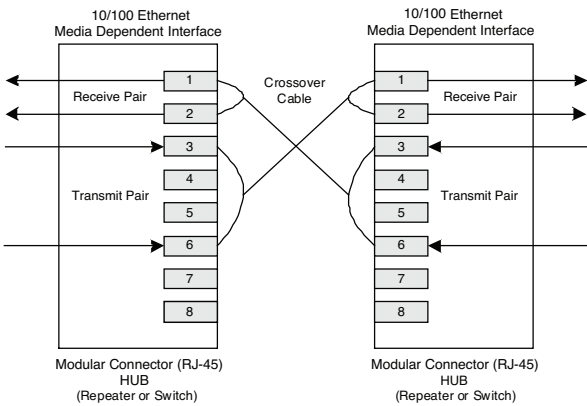 10/100 Ethernet
Media Dependent Interface
10/100 Ethernet
Media Dependent Interface
Crossover
Cable
Receive Pair
Transmit Pair
1
2
3
4
5
6
7
8
1
2
3
4
5
6
7
8
Receive Pair
Transmit Pair
Modular Connector (RJ-45)
HUB
(Repeater or Switch)
Modular Connector (RJ-45)
HUB
(Repeater or Switch)